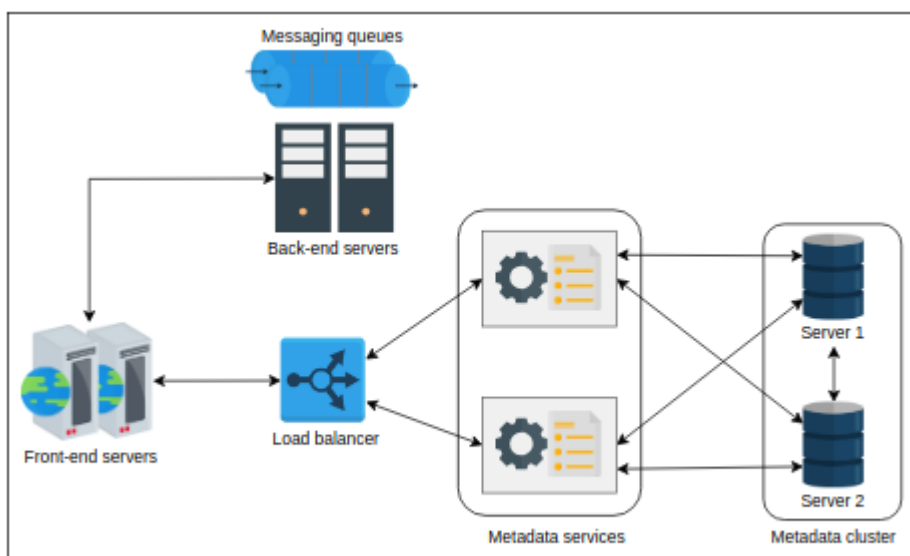 Messaging queues
Back-end servers
Front-end servers
Load balancer
Metadata services
Server 1
Server 2
Metadata cluster